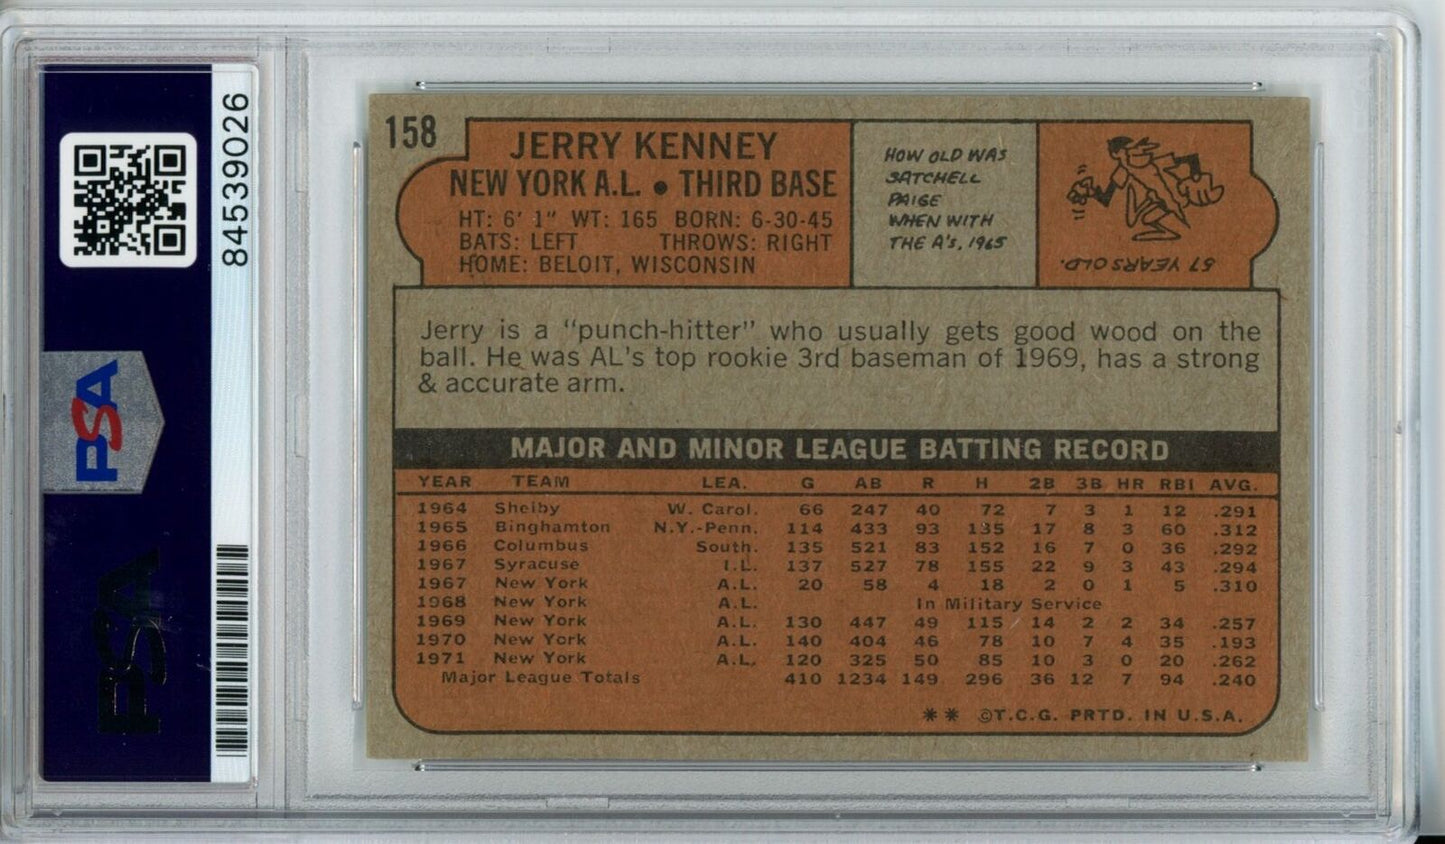 84539026
PSA
PSA
158
JERRY KENNEY
NEW YORK A.L. • THIRD BASE
HT: 6' 1" WT: 165 BORN: 6-30-45
BATS: LEFT THROWS: RIGHT
HOME: BELOIT, WISCONSIN
HOW OLD WAS
SATCHELL
PAIGE
WHEN WITH
THE A's, 1965
57 YEARS OLD.
Jerry is a "punch-hitter" who usually gets good wood on the
ball. He was AL's top rookie 3rd baseman of 1969, has a strong
& accurate arm.
MAJOR AND MINOR LEAGUE BATTING RECORD
YEAR TEAM LEA. G AB R H 2B 3B HR RBI AVG.
1964 Shelby W. Carol. 66 247 40 72 7 3 1 12 .291
1965 Binghamton N.Y.-Penn. 114 433 93 135 17 8 3 60 .312
1966 Columbus South. 135 521 83 152 16 7 0 36 .292
1967 Syracuse I.L. 137 527 78 155 22 9 3 43 .294
1967 New York A.L. 20 58 4 18 2 0 1 5 .310
1968 New York A.L. In Military Service
1969 New York A.L. 130 447 49 115 14 2 2 34 .257
1970 New York A.L. 140 404 46 78 10 7 4 35 .193
1971 New York A.L. 120 325 50 85 10 3 0 20 .262
Major League Totals 410 1234 149 296 36 12 7 94 .240
** ©T.C.G. PRTD. IN U.S.A.